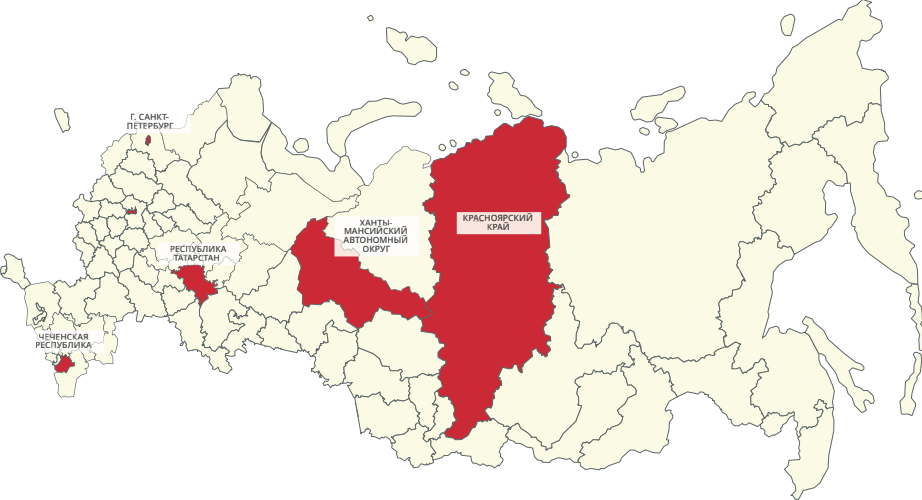 Г. САНКТ-
ПЕТЕРБУРГ
КРАСНОЯРСКИЙ
КРАЙ
ХАНТЫ-
МАНСИЙСКИЙ
АВТОНОМНЫЙ
ОКРУГ
РЕСПУБЛИКА
ТАТАРСТАН
ЧЕЧЕНСКАЯ
РЕСПУБЛИКА